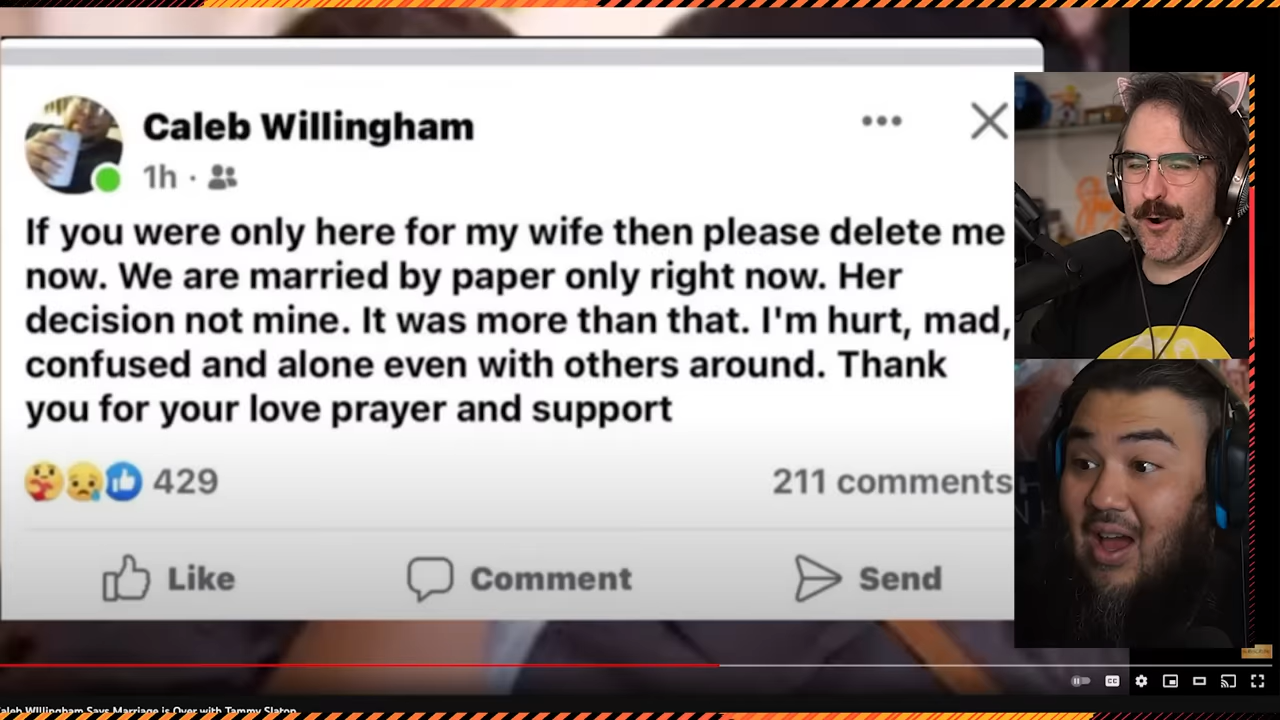 Caleb Willingham
1h ·
If you were only here for my wife then please delete me
now. We are married by paper only right now. Her
decision not mine. It was more than that. I'm hurt, mad,
confused and alone even with others around. Thank
you for your love prayer and support
429
211 comments
Like
Comment
Send
CC
Caleb WIllingham Says Marriage is Over with Tammy Slaton